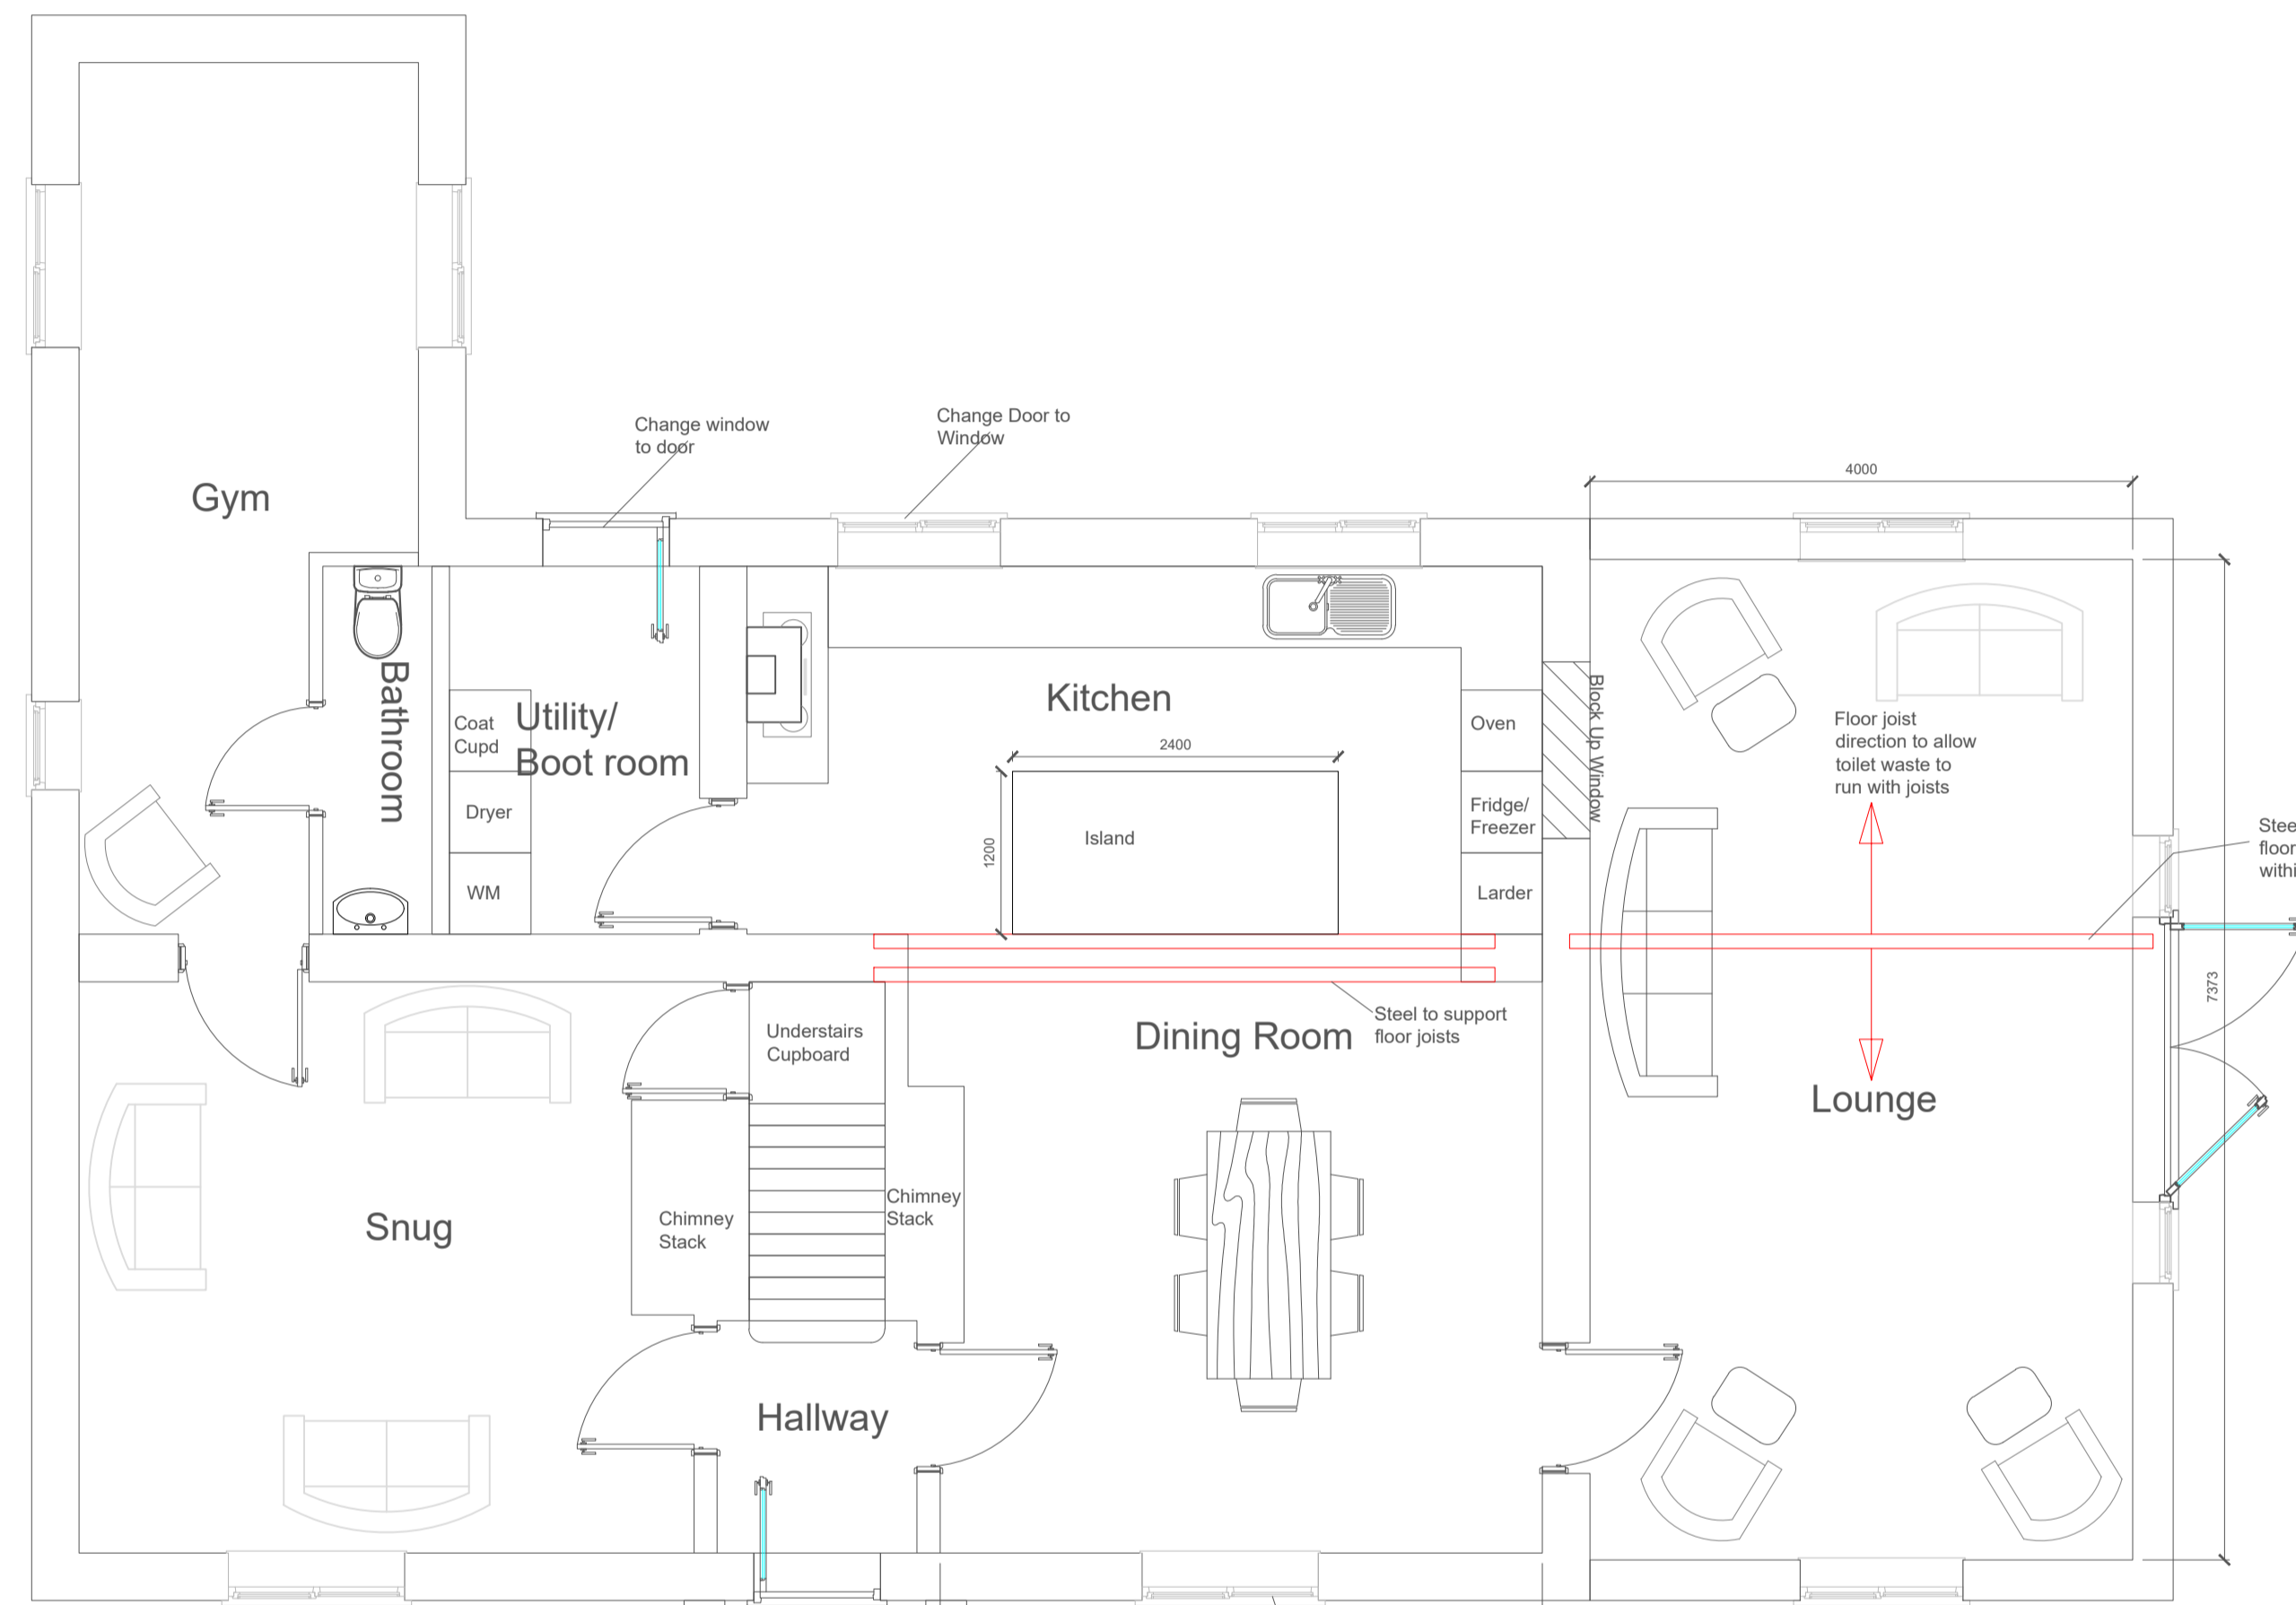 Change window
to door
Change Door to
Window
4000
Gym
Bathroom
Coat
Cupd
Utility/
Boot room
Dryer
WM
Kitchen
2400
1200
Island
Oven
Fridge/
Freezer
Larder
Block Up Window
Floor joist
direction to allow
toilet waste to
run with joists
Stee
floor
withi
7373
Understairs
Cupboard
Dining Room
Steel to support
floor joists
Lounge
Snug
Chimney
Stack
Chimney
Stack
Hallway